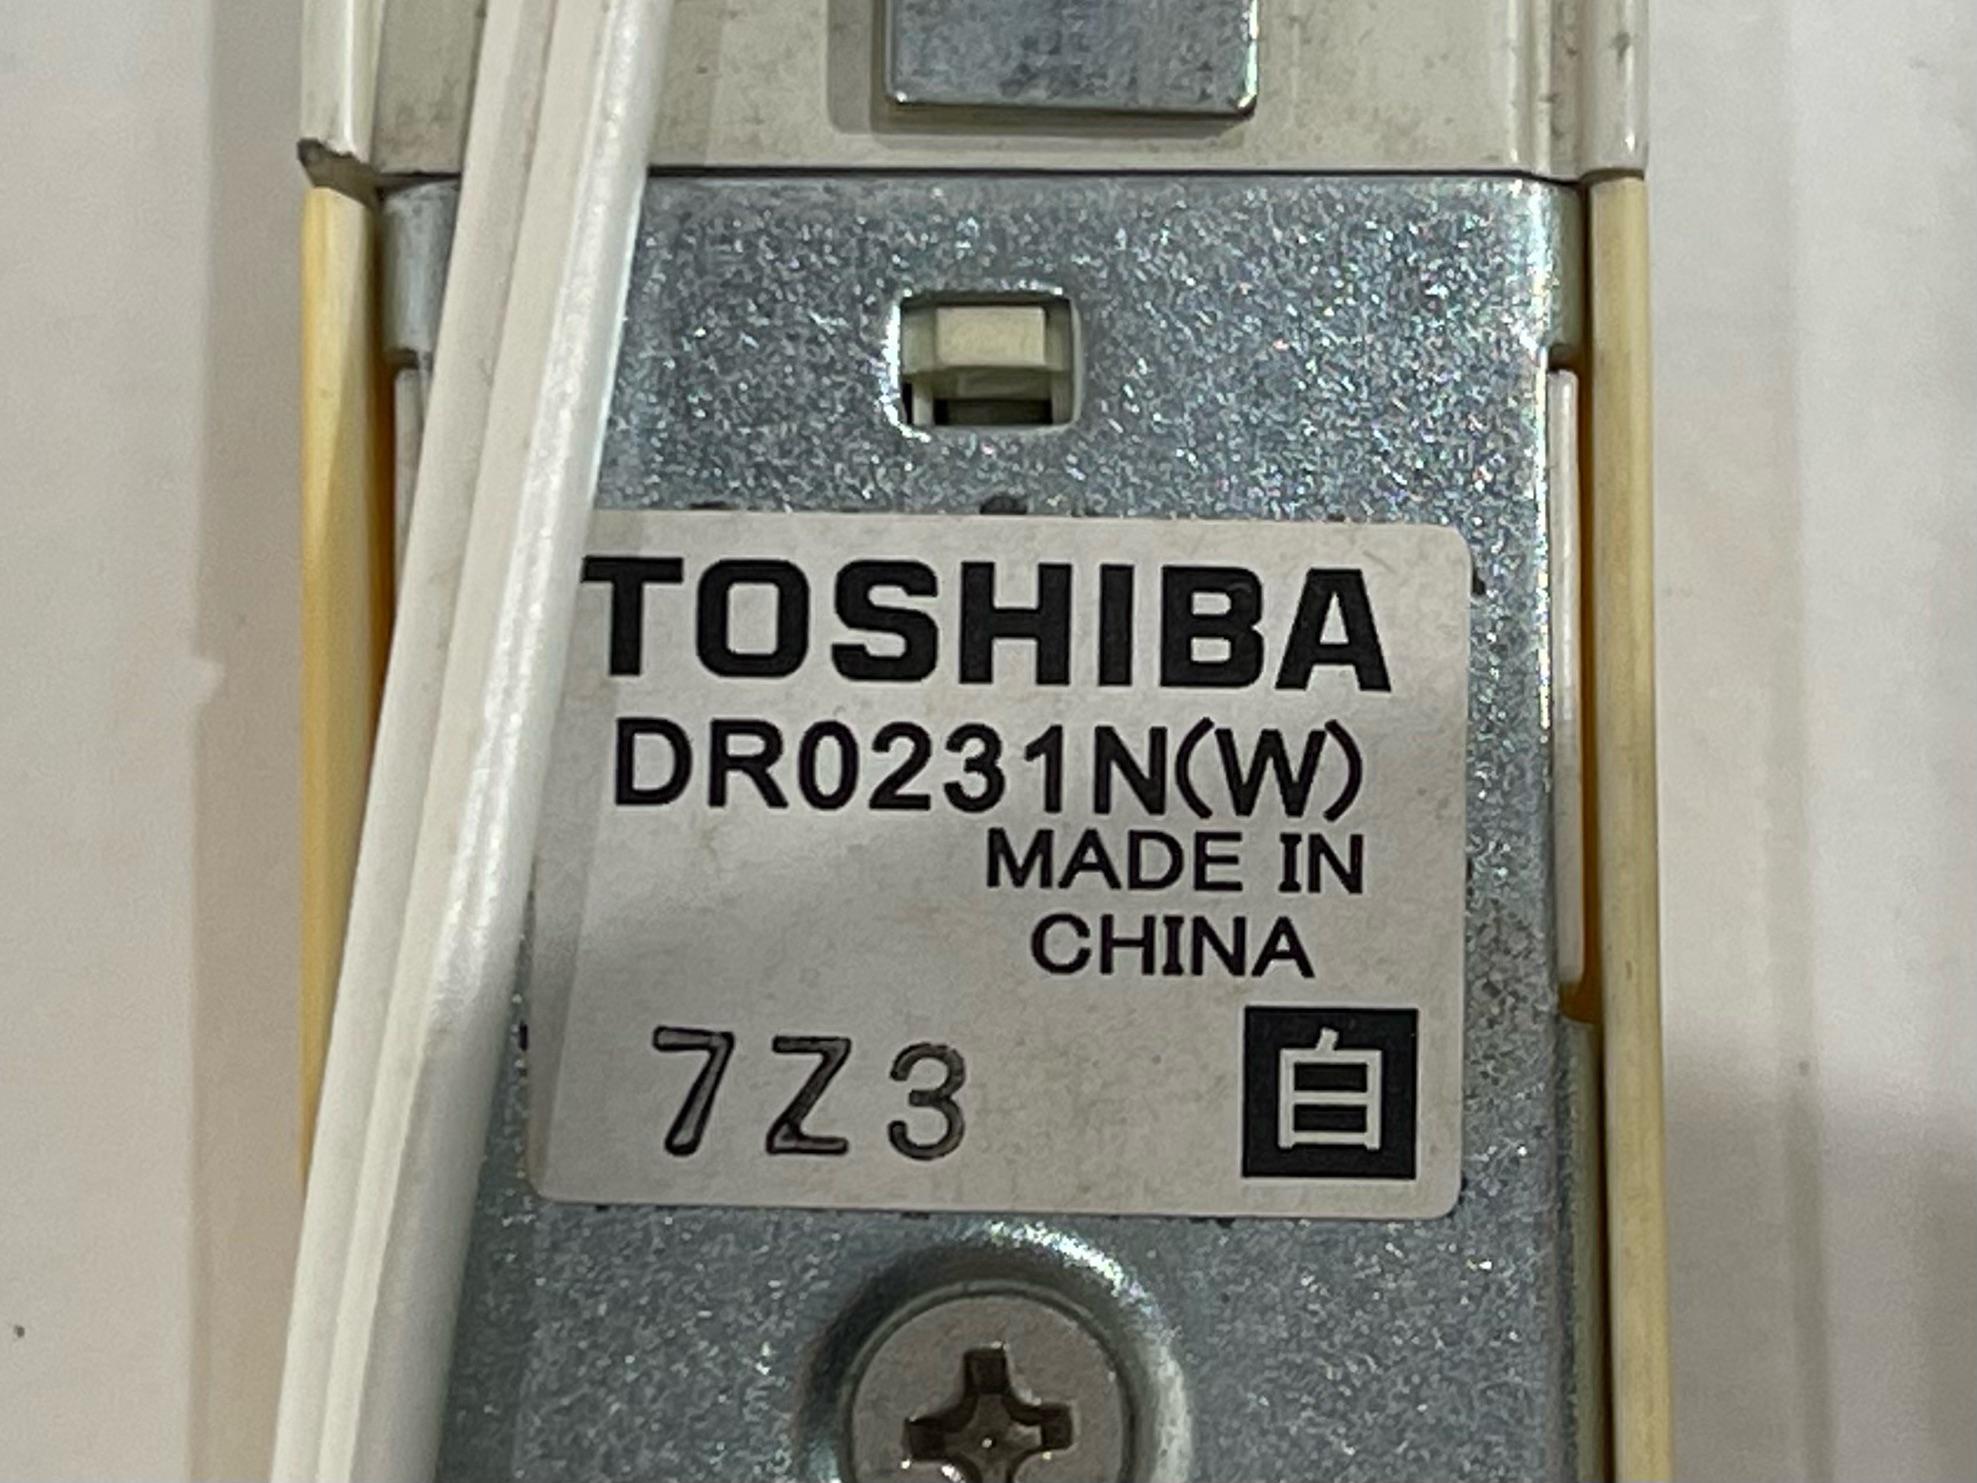 TOSHIBA
DR0231N(W)
MADE IN
CHINA
7Z3 白